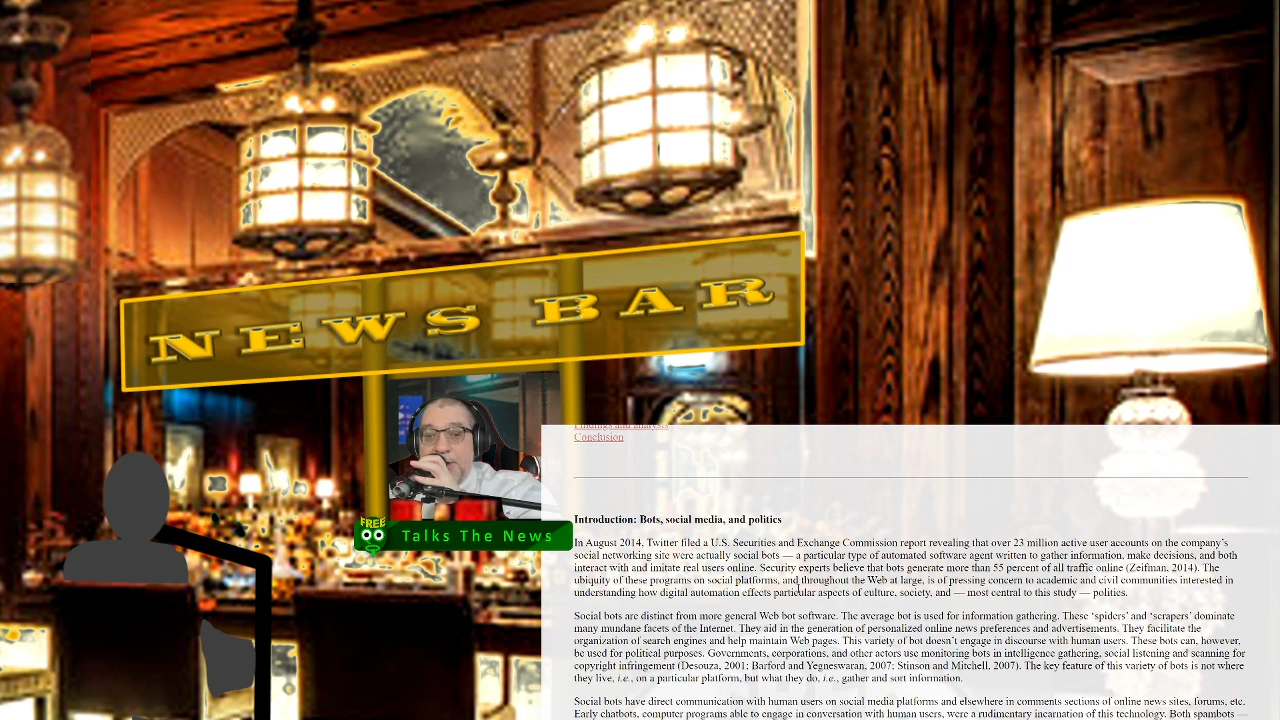 NEWS BAR
FREE
Talks The News
Findings and analysis
Conclusion
Introduction: Bots, social media, and politics
In August 2014, Twitter filed a U.S. Securities and Exchange Commission report revealing that over 23 million active user accounts on the company's
social networking site were actually social bots — a particular type of automated software agent written to gather information, make decisions, and both
interact with and imitate real users online. Security experts believe that bots generate more than 55 percent of all traffic online (Zeifman, 2014). The
ubiquity of these programs on social platforms, and throughout the Web at large, is of pressing concern to academic and civil communities interested in
understanding how digital automation effects particular aspects of culture, society, and — most central to this study — politics.
Social bots are distinct from more general Web bot software. The average bot is used for information gathering. These 'spiders' and 'scrapers' dominate
many mundane facets of the Internet. They aid in the generation of personalized online news preferences and advertisements. They facilitate the
organization of search engines and help maintain Web pages. This variety of bot doesn't engage in discourse with human users. These bots can, however,
be used for political purposes. Governments, corporations, and other actors use monitoring bots in intelligence gathering, social listening and scanning for
copyright infringement (Desouza, 2001; Barford and Yegneswaran, 2007; Stinson and Mitchell, 2007). The key feature of this variety of bots is not where
they live, i.e., on a particular platform, but what they do, i.e., gather and sort information.
Social bots have direct communication with human users on social media platforms and elsewhere in comments sections of online news sites, forums, etc.
Early chatbots, computer programs able to engage in conversation with human users, were a rudimentary incarnation of this technology. Both spambots —